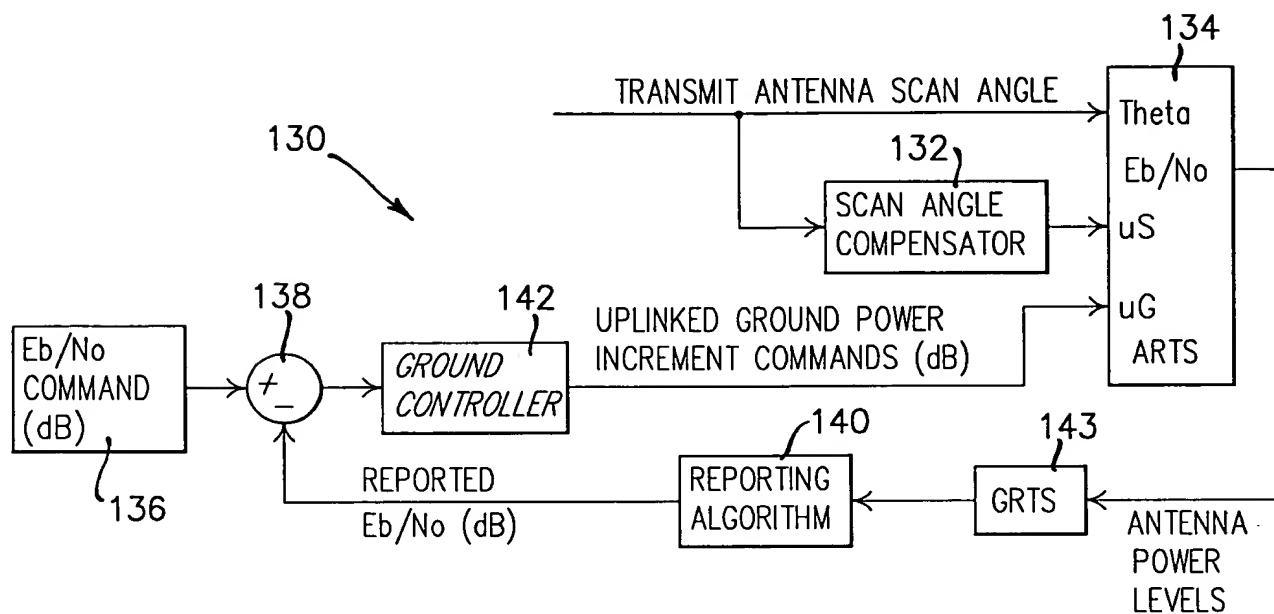 134
TRANSMIT ANTENNA SCAN ANGLE
Theta
130
132
Eb/No
SCAN ANGLE
COMPENSATOR
uS
138
142
uG
Eb/No
COMMAND
(dB)
+
−
GROUND
CONTROLLER
UPLINKED GROUND POWER
INCREMENT COMMANDS (dB)
ARTS
136
140
143
REPORTED
Eb/No (dB)
REPORTING
ALGORITHM
GRTS
ANTENNA
POWER
LEVELS